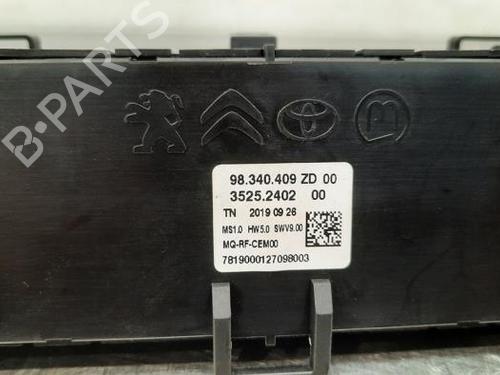 B-PARTS
98.340.409 ZD 00
3525.2402 00
TN 2019 09 26
MS1.0 HW5.0 SWV9.00
MQ-RF-CEM00
7819000127098003